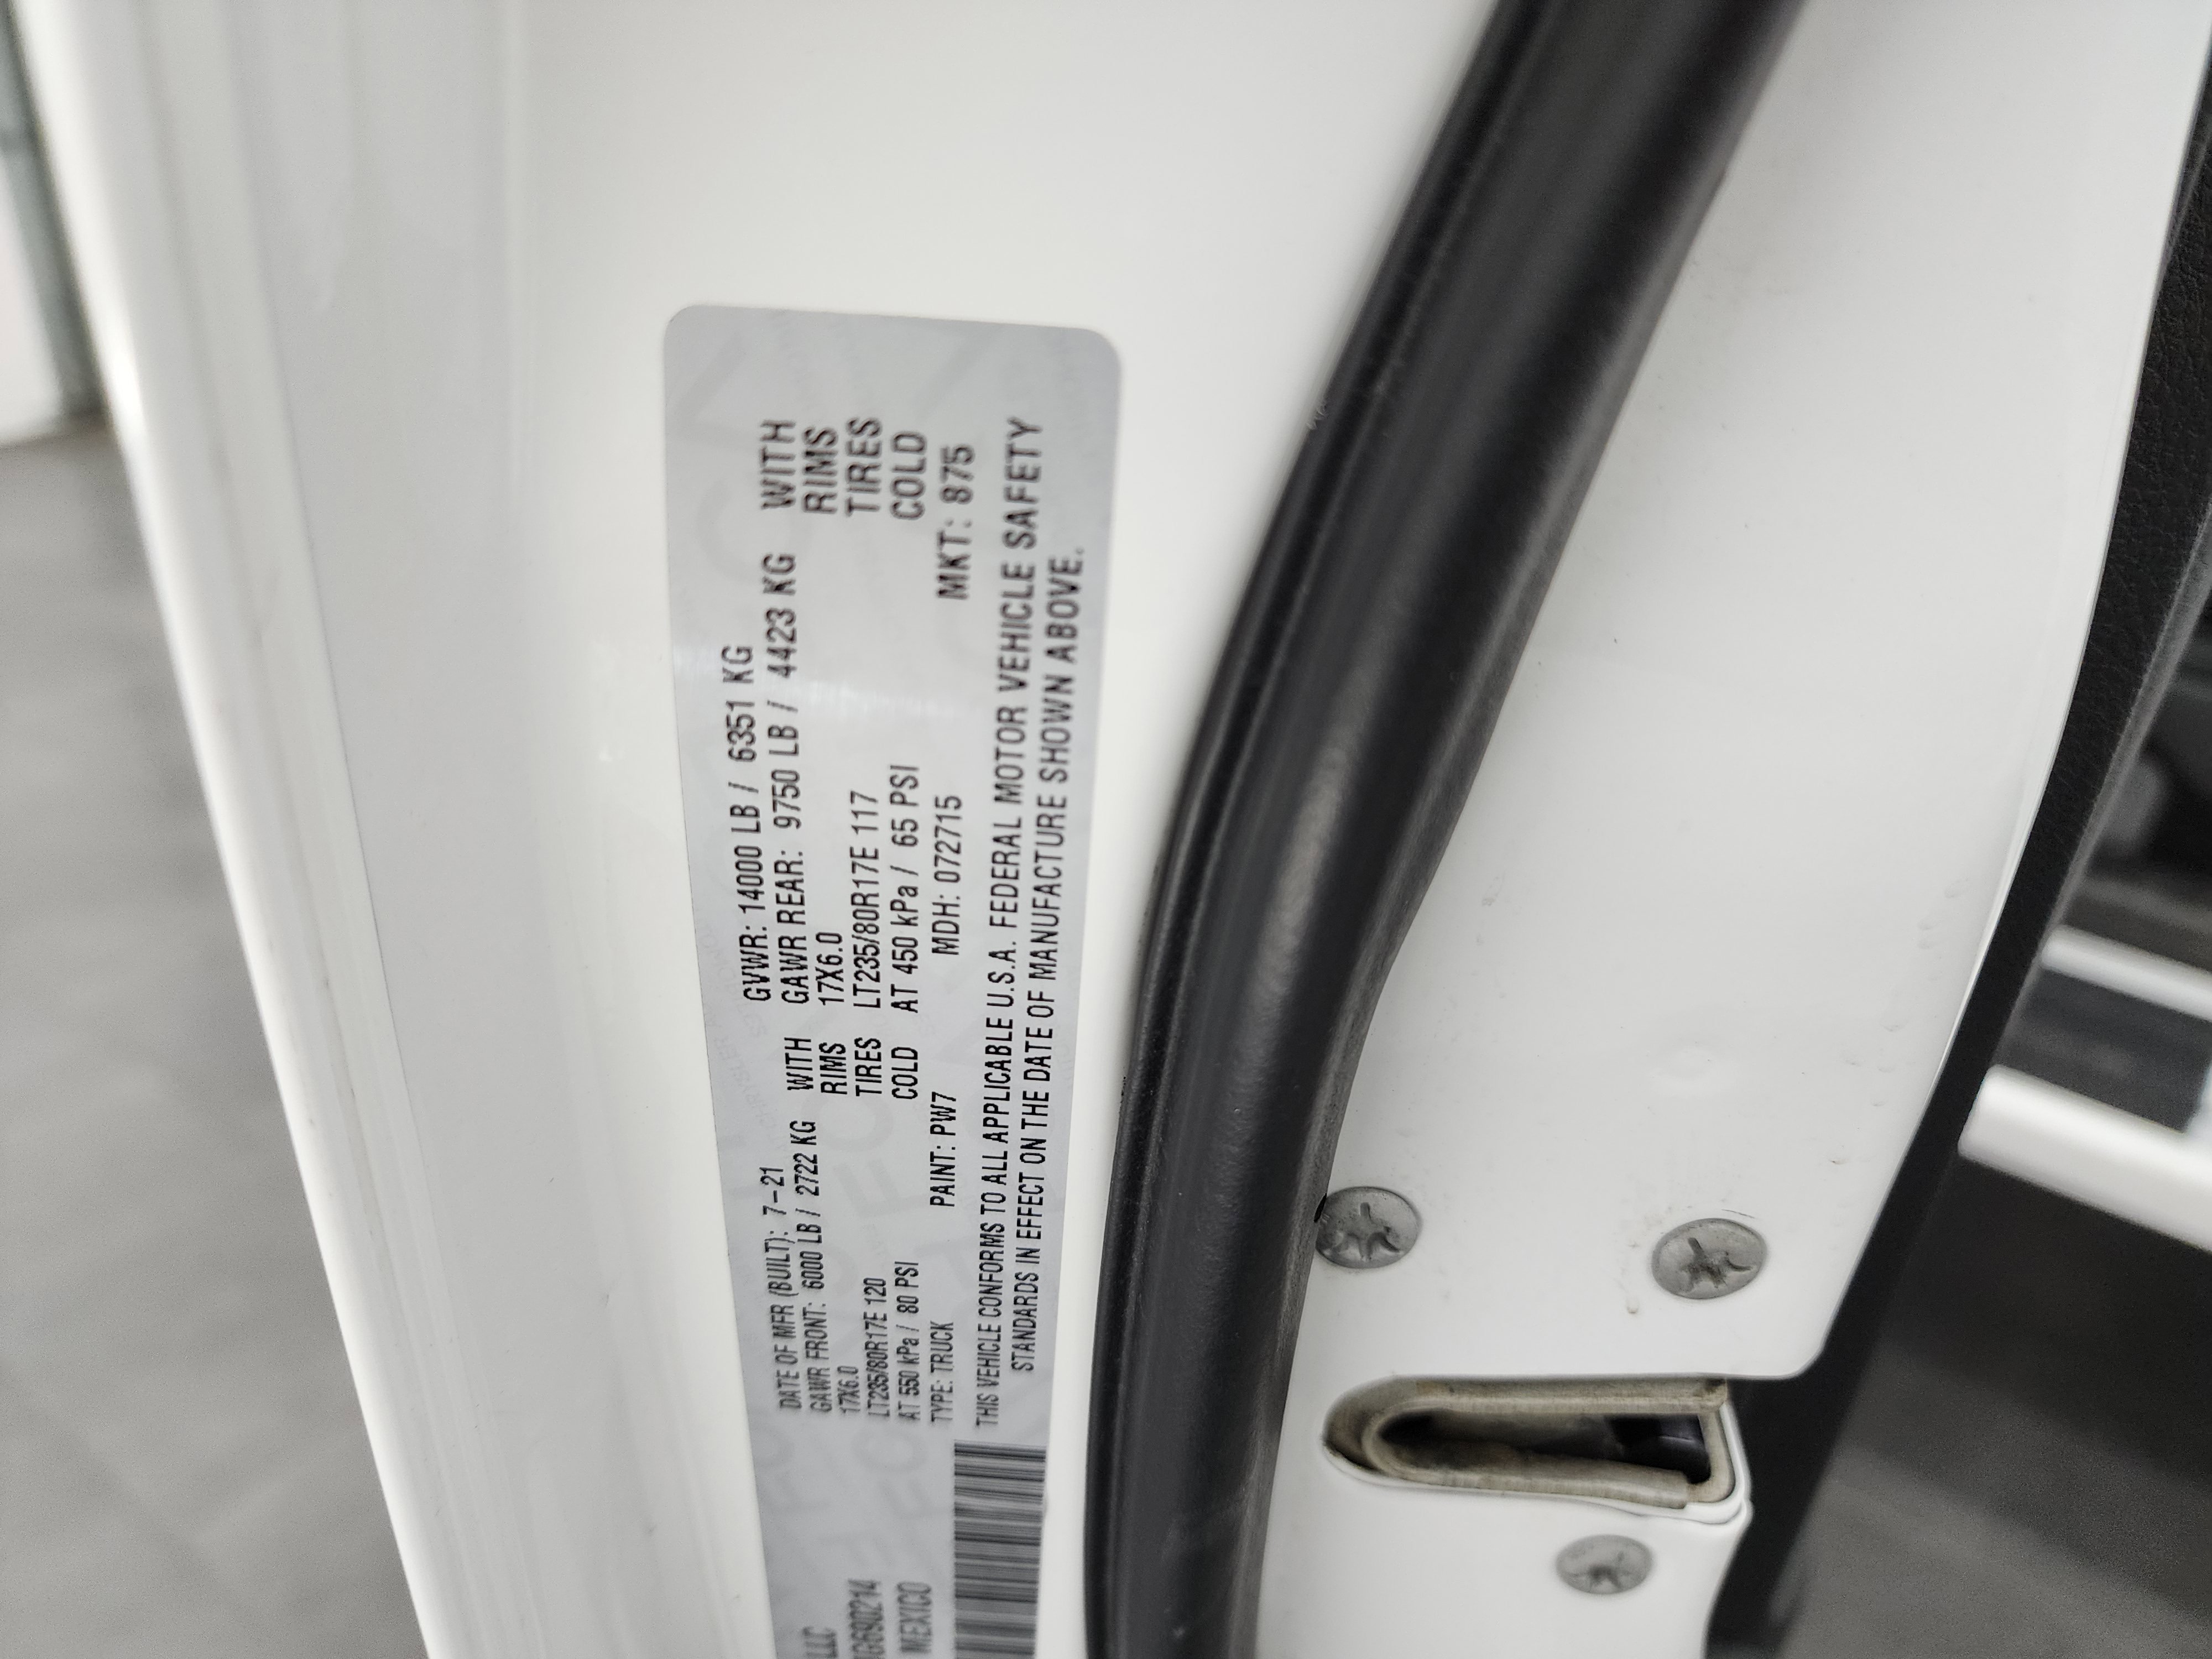 LLC
G690214
MEXICO
DATE OF MFR (BUILT): 7-21 GVWR: 14000 LB / 6351 KG
GAWR FRONT: 6000 LB / 2722 KG WITH GAWR REAR: 9750 LB / 4423 KG WITH
17X6.0 RIMS 17X6.0 RIMS
LT235/80R17E 120 TIRES LT235/80R17E 117 TIRES
AT 550 kPa / 80 PSI COLD AT 450 kPa / 65 PSI COLD
TYPE: TRUCK PAINT: PW7 MDH: 072715 MKT: 875
THIS VEHICLE CONFORMS TO ALL APPLICABLE U.S.A. FEDERAL MOTOR VEHICLE SAFETY
STANDARDS IN EFFECT ON THE DATE OF MANUFACTURE SHOWN ABOVE.